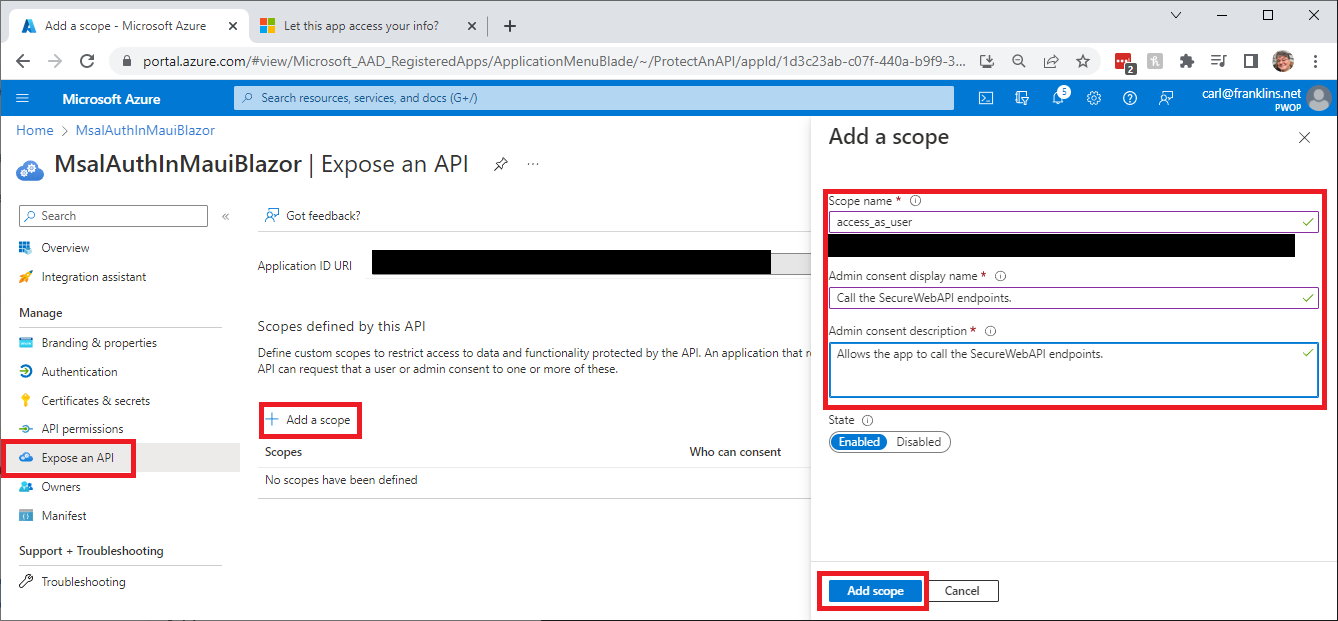 Add a scope - Microsoft Azure
Let this app access your info?
portal.azure.com/#view/Microsoft_AAD_RegisteredApps/ApplicationMenuBlade/~/ProtectAnAPI/appId/1d3c23ab-c07f-440a-b9f9-3...
2
Microsoft Azure
Search resources, services, and docs (G+/)
5
carl@franklins.net
PWOP
Home > MsalAuthInMauiBlazor
MsalAuthInMauiBlazor | Expose an API
Search
Overview
Integration assistant
Manage
Branding & properties
Authentication
Certificates & secrets
API permissions
Expose an API
Owners
Manifest
Support + Troubleshooting
Troubleshooting
Got feedback?
Application ID URI
Scopes defined by this API
Define custom scopes to restrict access to data and functionality protected by the API. An application that r
API can request that a user or admin consent to one or more of these.
Add a scope
Scopes Who can consent
No scopes have been defined
Add a scope
Scope name *
access_as_user
Admin consent display name *
Call the SecureWebAPI endpoints.
Admin consent description *
Allows the app to call the SecureWebAPI endpoints.
State
Enabled Disabled
Add scope Cancel